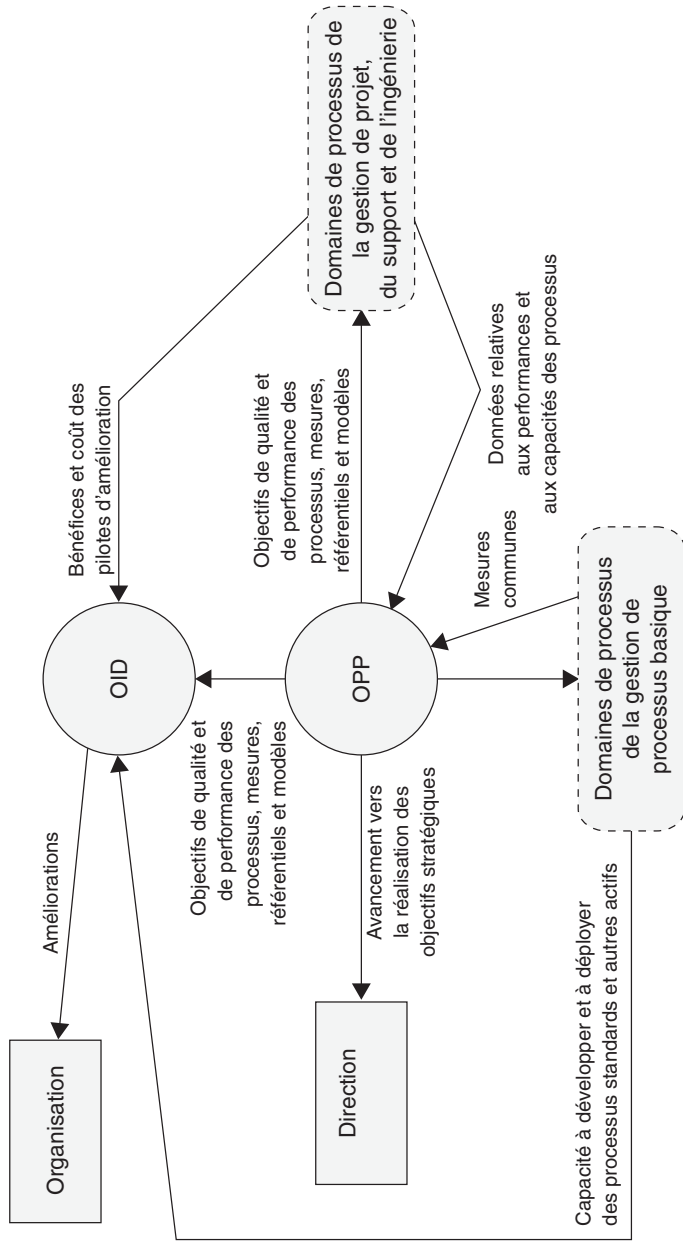 Organisation
Améliorations
OID
Bénéfices et coût des
pilotes d'amélioration
Objectifs de qualité et
de performance des
processus, mesures,
référentiels et modèles
Direction
Avancement vers
la réalisation des
objectifs stratégiques
OPP
Objectifs de qualité et
de performance des
processus, mesures,
référentiels et modèles
Domaines de processus de
la gestion de projet,
du support et de l'ingénierie
Données relatives
aux performances et
aux capacités des processus
Mesures
communes
Domaines de processus
de la gestion de
processus basique
Capacité à développer et à déployer
des processus standards et autres actifs